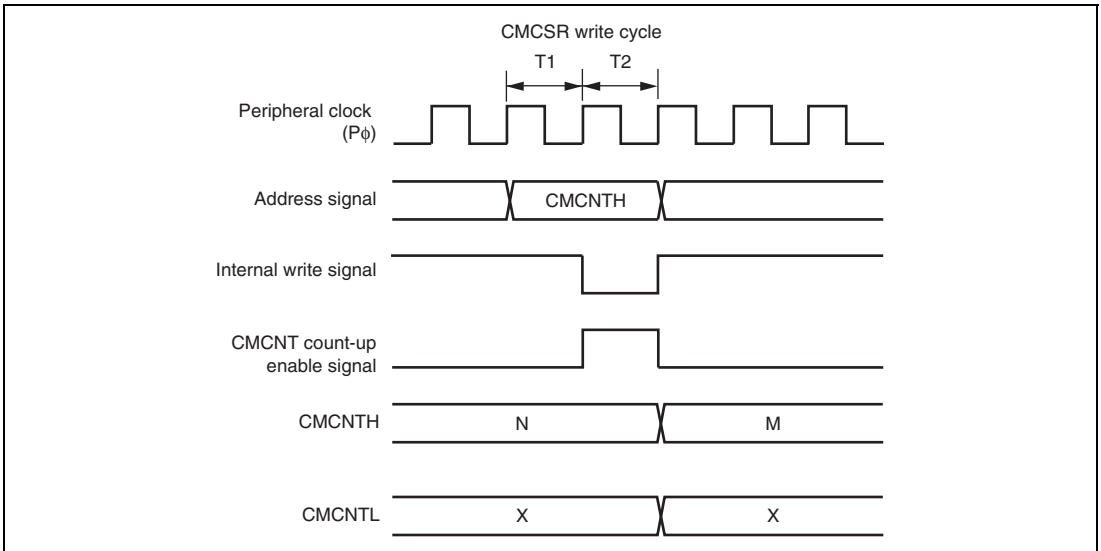 CMCSR write cycle
T1 T2
Peripheral clock
(Pϕ)
Address signal CMCNTH
Internal write signal
CMCNT count-up
enable signal
CMCNTH N M
CMCNTL X X